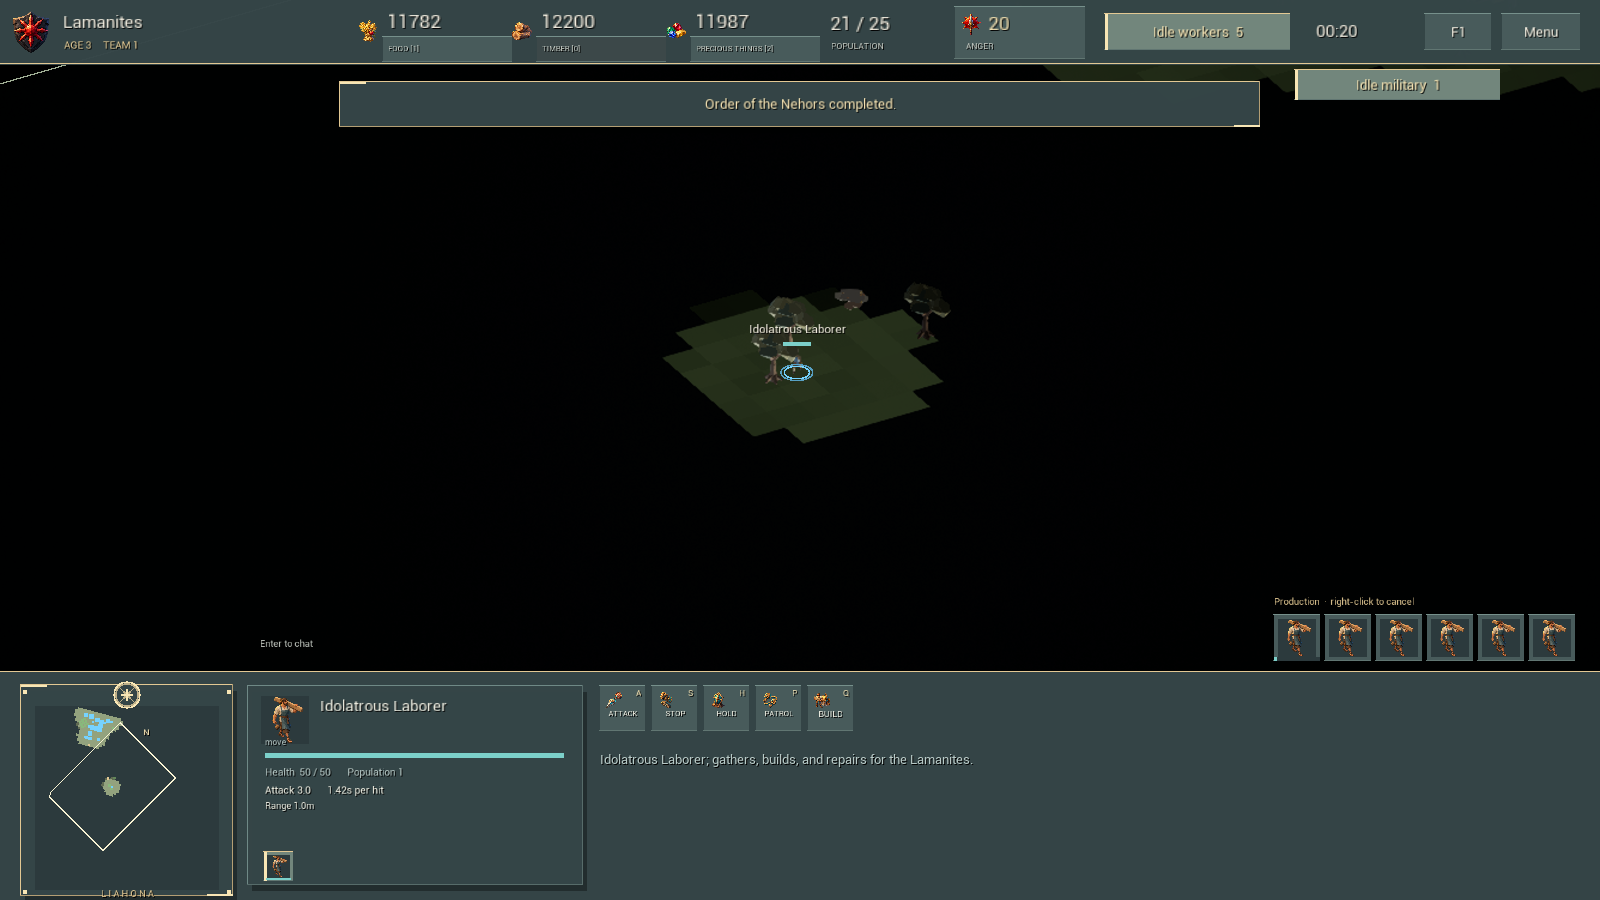 Lamanites
AGE 3 TEAM 1
11782
FOOD [1]
12200
TIMBER [0]
11987
PRECIOUS THINGS [2]
21 / 25
POPULATION
20
ANGER
Idle workers 5
00:20
F1
Menu
Idle military 1
Order of the Nehors completed.
Idolatrous Laborer
Production · right-click to cancel
Enter to chat
N
LIAHONA
Idolatrous Laborer
move
Health 50 / 50 Population 1
Attack 3.0 1.42s per hit
Range 1.0m
A
ATTACK
S
STOP
H
HOLD
P
PATROL
Q
BUILD
Idolatrous Laborer; gathers, builds, and repairs for the Lamanites.